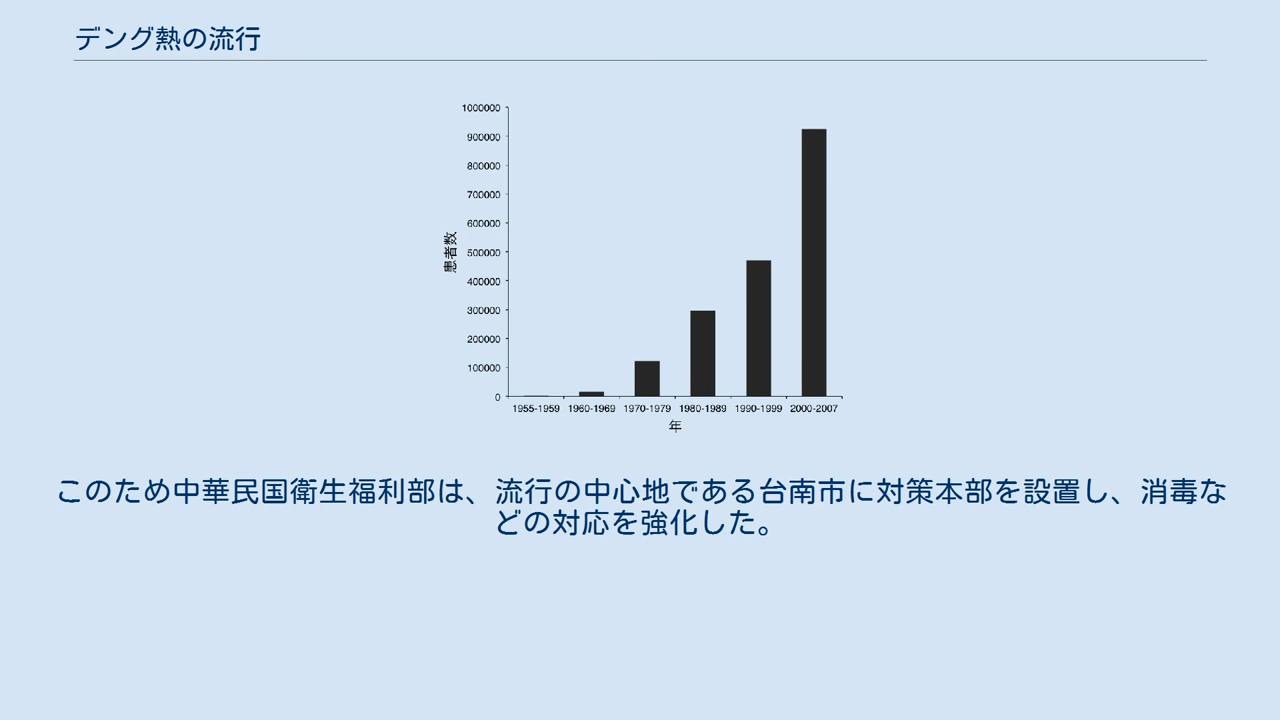 デング熱の流行
1000000
900000
800000
700000
600000
500000
400000
300000
200000
100000
0
患者数
1955-1959 1960-1969 1970-1979 1980-1989 1990-1999 2000-2007
年
このため中華民国衛生福利部は、流行の中心地である台南市に対策本部を設置し、消毒な
どの対応を強化した。